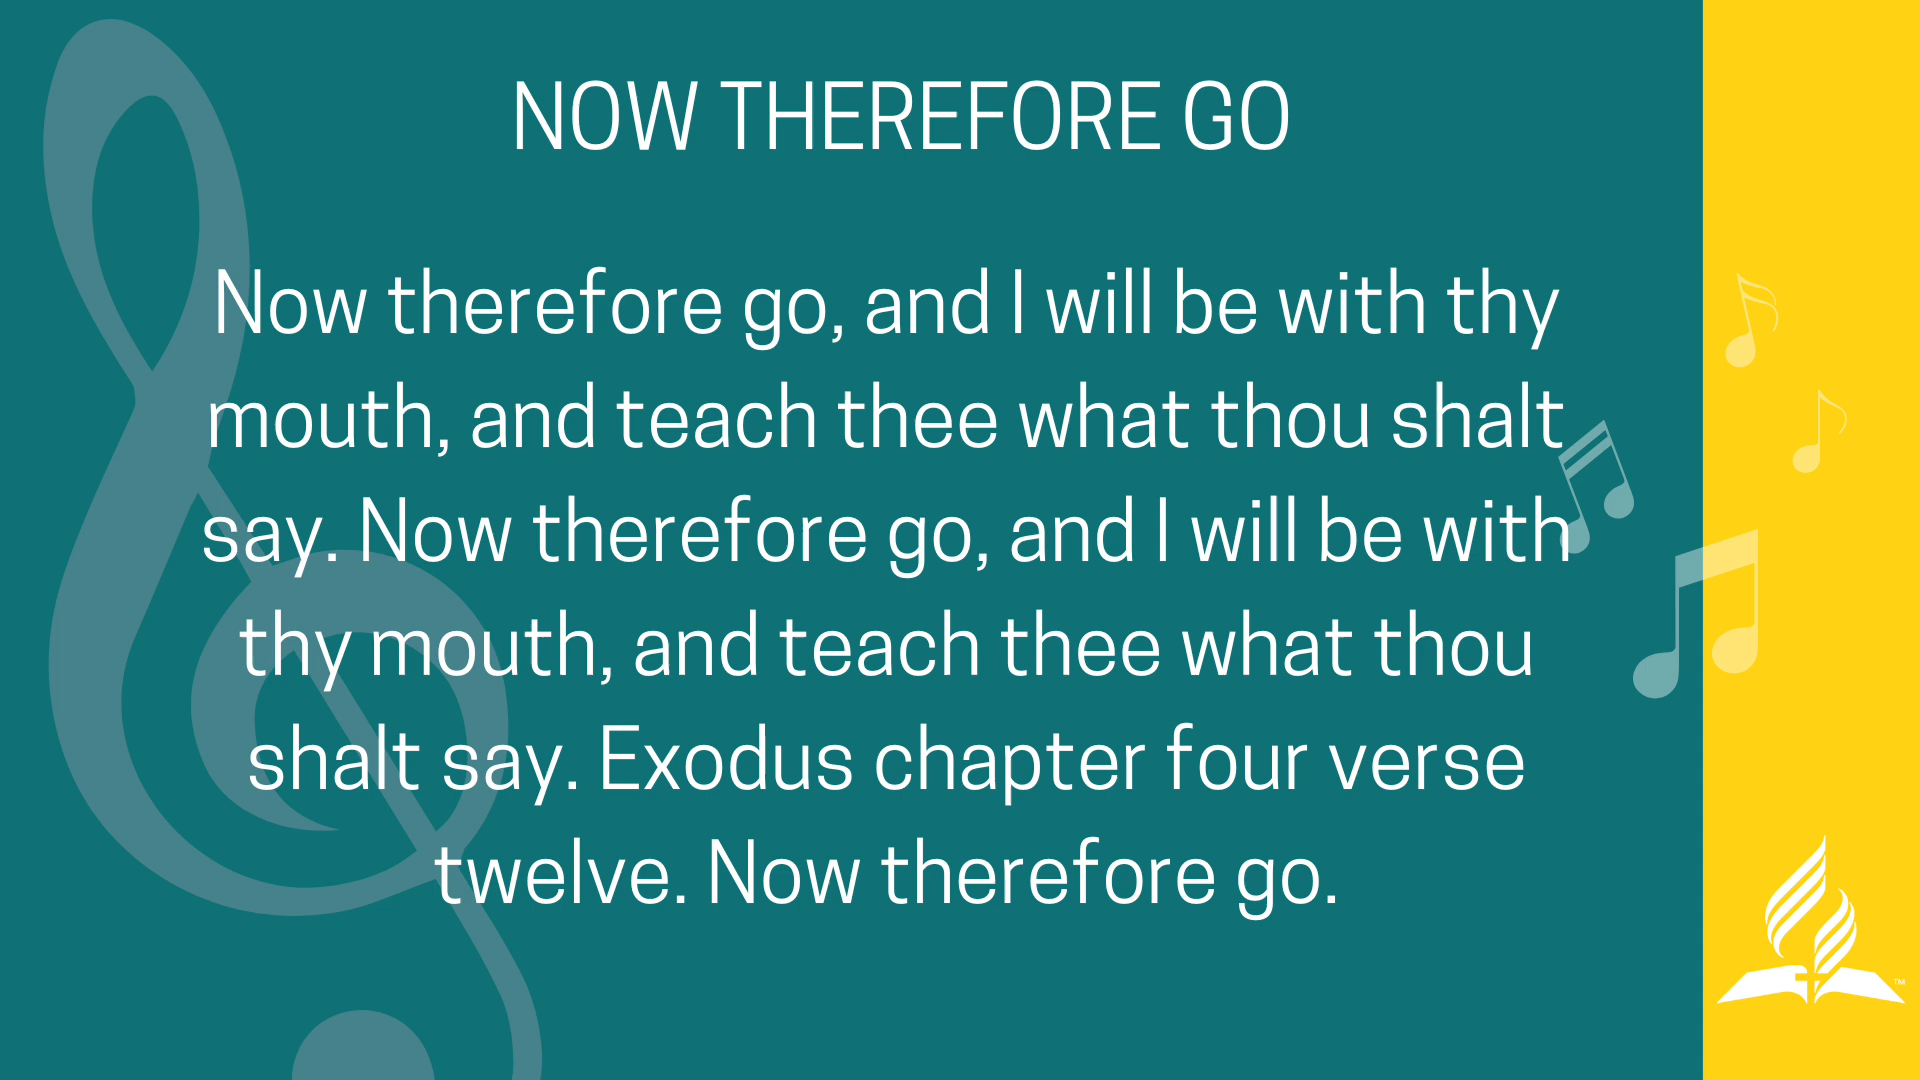 NOW THEREFORE GO
Now therefore go, and I will be with thy
mouth, and teach thee what thou shalt
say. Now therefore go, and I will be with
thy mouth, and teach thee what thou
shalt say. Exodus chapter four verse
twelve. Now therefore go.
™